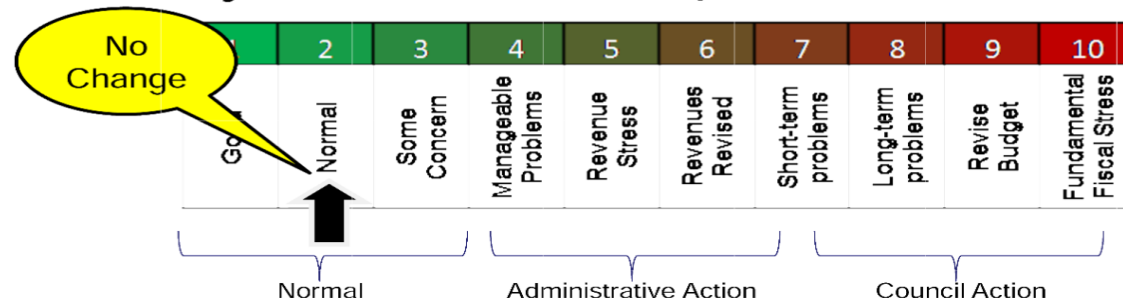 No
Change
2 3 4 5 6 7 8 9 10
Normal
Some
Concern
Manageable
Problems
Revenue
Stress
Revenues
Revised
Short-term
problems
Long-term
problems
Revise
Budget
Fundamental
Fiscal Stress
Normal Administrative Action Council Action